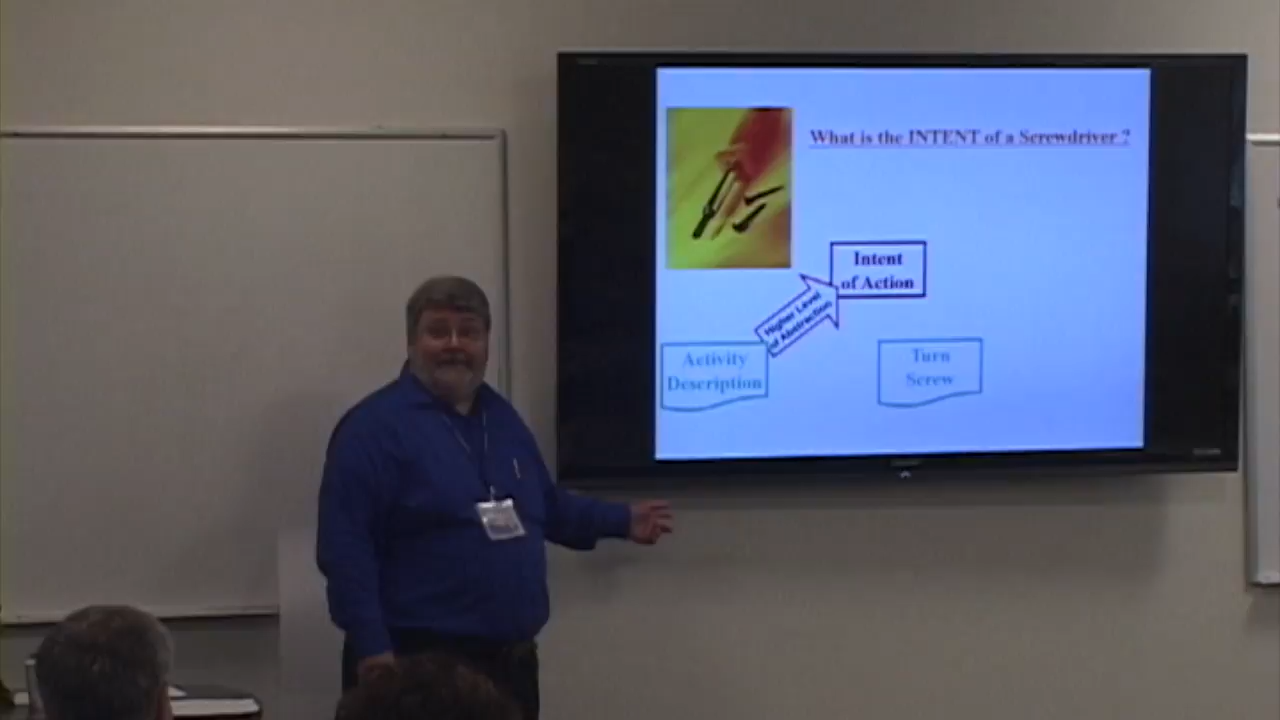 What is the INTENT of a Screwdriver ?
Intent
of Action
Higher Level
of Abstraction
Activity
Description
Turn
Screw